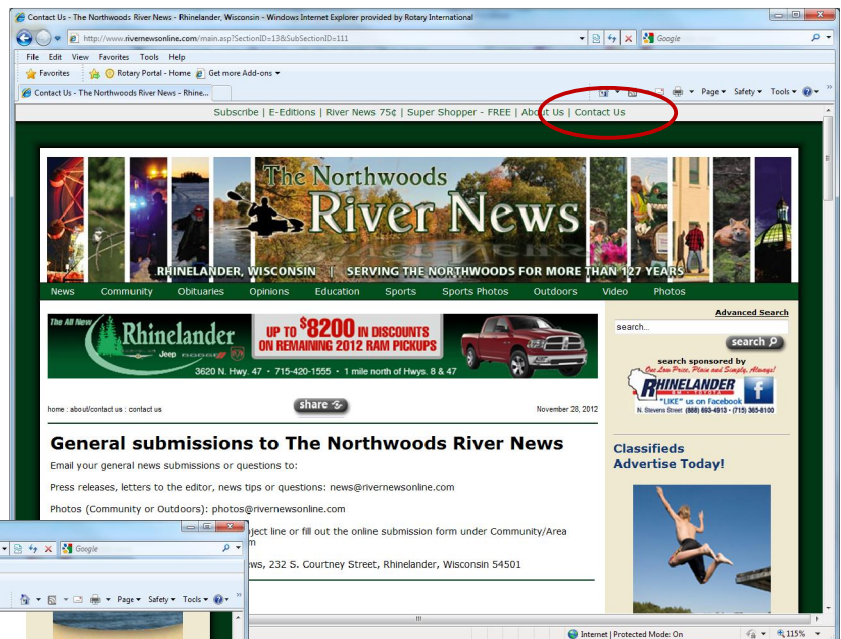 Contact Us - The Northwoods River News - Rhinelander, Wisconsin - Windows Internet Explorer provided by Rotary International
http://www.rivernewsonline.com/main.asp?SectionID=13&SubSectionID=111
Google
File Edit View Favorites Tools Help
Favorites Rotary Portal - Home Get more Add-ons
Contact Us - The Northwoods River News - Rhine...
Page Safety Tools
Subscribe | E-Editions | River News 75¢ | Super Shopper - FREE | About Us | Contact Us
The Northwoods
River News
RHINELANDER, WISCONSIN | SERVING THE NORTHWOODS FOR MORE THAN 127 YEARS
News Community Obituaries Opinions Education Sports Sports Photos Outdoors Video Photos
Advanced Search
search...
search
The All New
Rhinelander
Jeep DODGE
UP TO $8200 IN DISCOUNTS
ON REMAINING 2012 RAM PICKUPS
3620 N. Hwy. 47 • 715-420-1555 • 1 mile north of Hwys. 8 & 47
search sponsored by
One Low Price, Plain and Simply, Always!
RHINELANDER
GM • TOYOTA
"LIKE" us on Facebook
N. Stevens Street (888) 693-4913 • (715) 365-8100
home : about/contact us : contact us
share
November 28, 2012
General submissions to The Northwoods River News
Email your general news submissions or questions to:
Press releases, letters to the editor, news tips or questions: news@rivernewsonline.com
Photos (Community or Outdoors): photos@rivernewsonline.com
ject line or fill out the online submission form under Community/Area
m
ws, 232 S. Courtney Street, Rhinelander, Wisconsin 54501
Classifieds
Advertise Today!
Google
Page Safety Tools
Internet | Protected Mode: On
115%